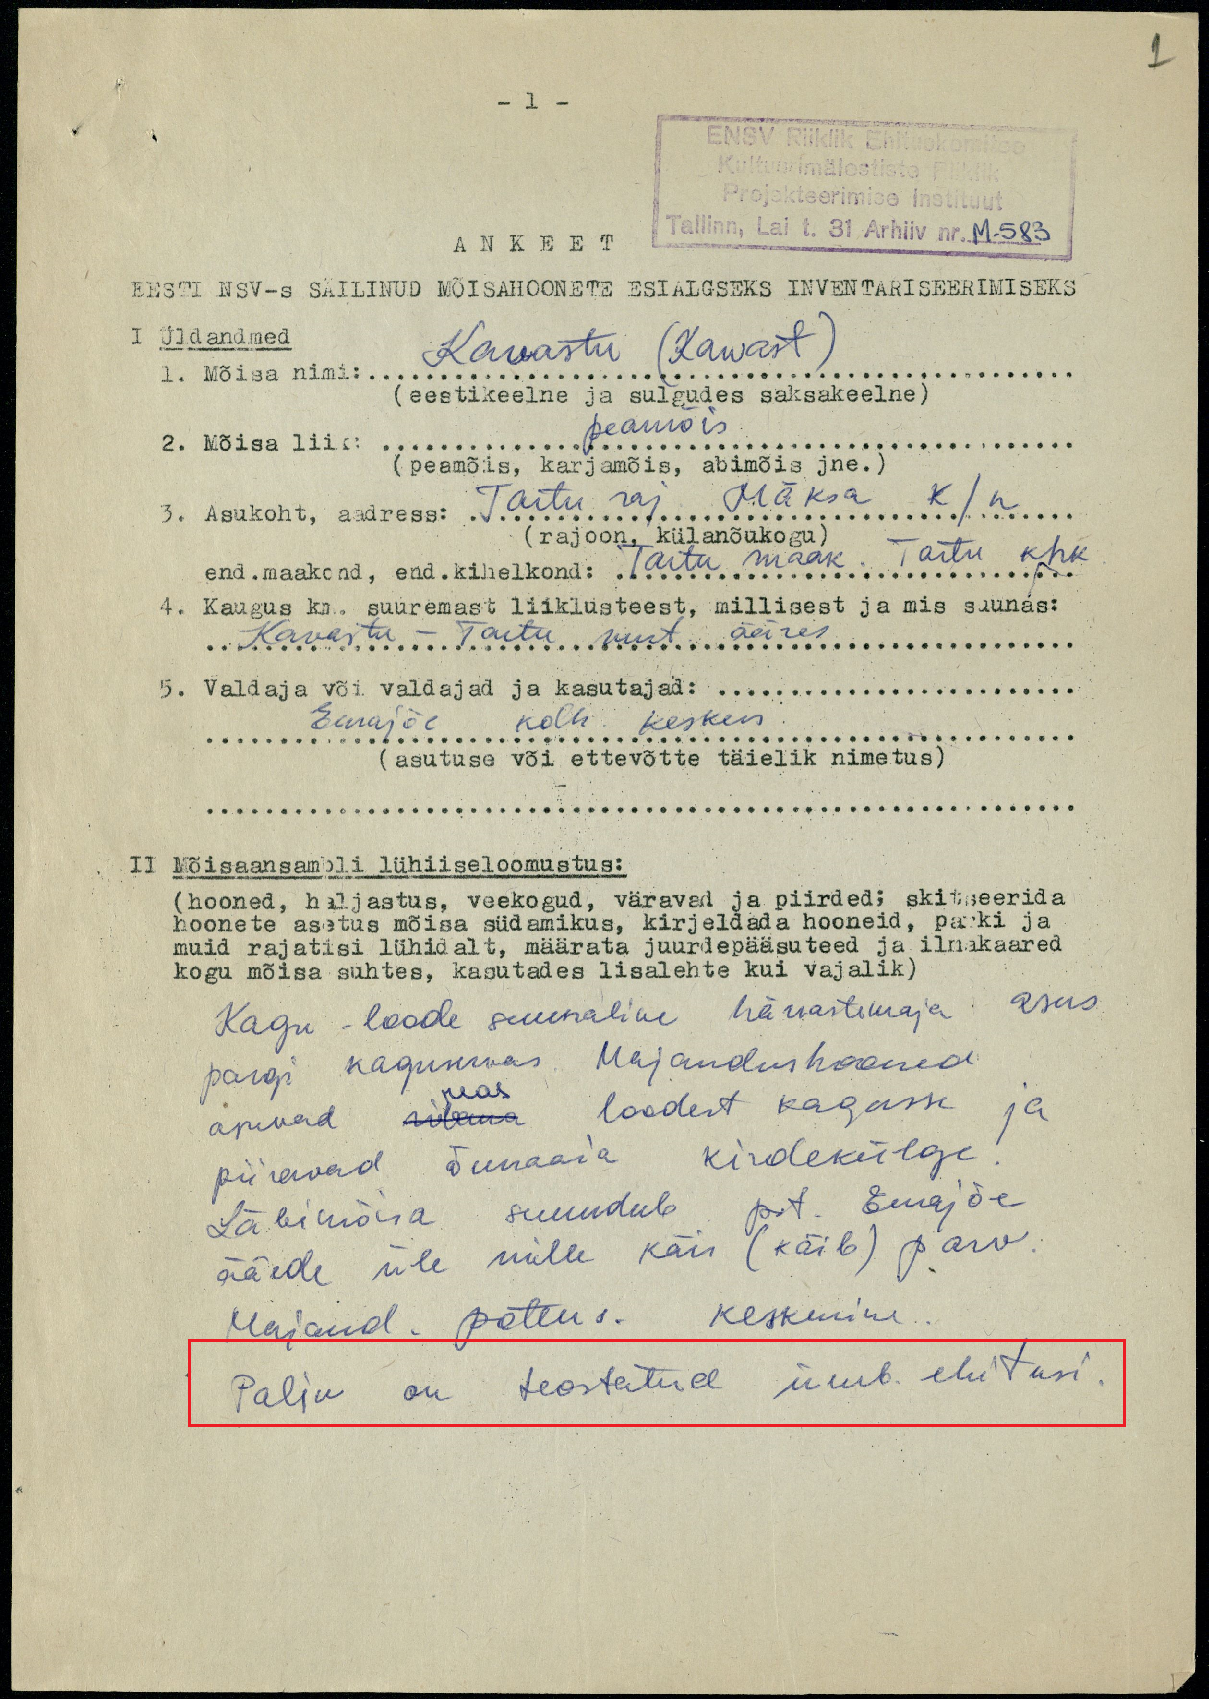 1
- 1 -
ENSV Riiklik Ehituskomitee
Kultuurimälestiste Riiklik
Projekteerimise Instituut
Tallinn, Lai t. 31 Arhiiv nr. M-583
A N K E E T
EESTI NSV-s SÄILINUD MÕISAHOONETE ESIALGSEKS INVENTARISEERIMISEKS
I Üldandmed
1. Mõisa nimi: Kavastu (Kawast)
(eestikeelne ja sulgudes saksakeelne)
2. Mõisa liik: peamõis
(peamõis, karjamõis, abimõis jne.)
3. Asukoht, aadress: Tartu raj Mäksa k/n
(rajoon, külanõukogu)
end.maakond, end.kihelkond: Tartu maak. Tartu khk
4. Kaugus km. suuremast liiklusteest, millisest ja mis suunas:
Kavastu - Tartu mnt ääres
5. Valdaja või valdajad ja kasutajad:
Emajõe kolh. keskus.
(asutuse või ettevõtte täielik nimetus)
II Mõisaansambli lühiiseloomustus:
(hooned, haljastus, veekogud, väravad ja piirded; skitseerida
hoonete asetus mõisa südamikus, kirjeldada hooneid, parki ja
muid rajatisi lühidalt, määrata juurdepääsuteed ja ilmakaared
kogu mõisa suhtes, kasutades lisalehte kui vajalik)
Kagu - loode suunaline härrastemaja asus
pargi kaguservas. Majandushooned
reas
asuvad loodest kagusse ja
piiravad õunaaia kirdekülge.
Läbi mõisa suundub pst. Emajõe
äärde üle mille käis (käib) parv.
Majand. põttus. keskmine.
Palju on teostatud ümb. ehitusi.